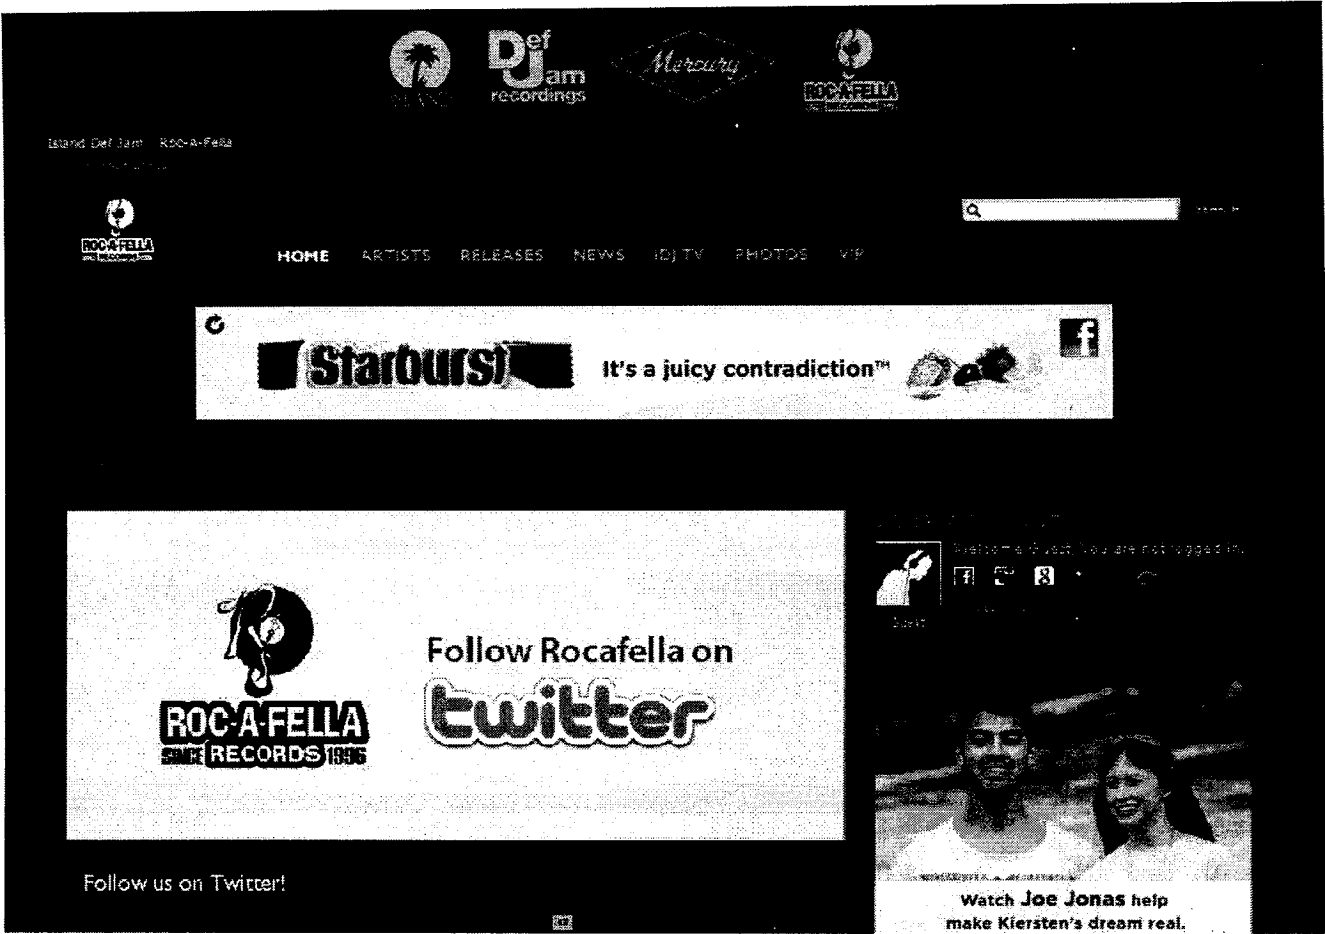 Def
Jam
recordings
Mercury
ROC-A-FELLA
Island Def Jam Roc-A-Fella
ROC-A-FELLA
RECORDS
HOME ARTISTS RELEASES NEWS IDJ TV PHOTOS VIP
Starburst It's a juicy contradiction™ f
Welcome Guest, You are not logged in.
f 8
Guest
Follow Rocafella on
twitter
ROC-A-FELLA
SINCE RECORDS 1996
Follow us on Twitter!
Watch Joe Jonas help
make Kiersten's dream real.